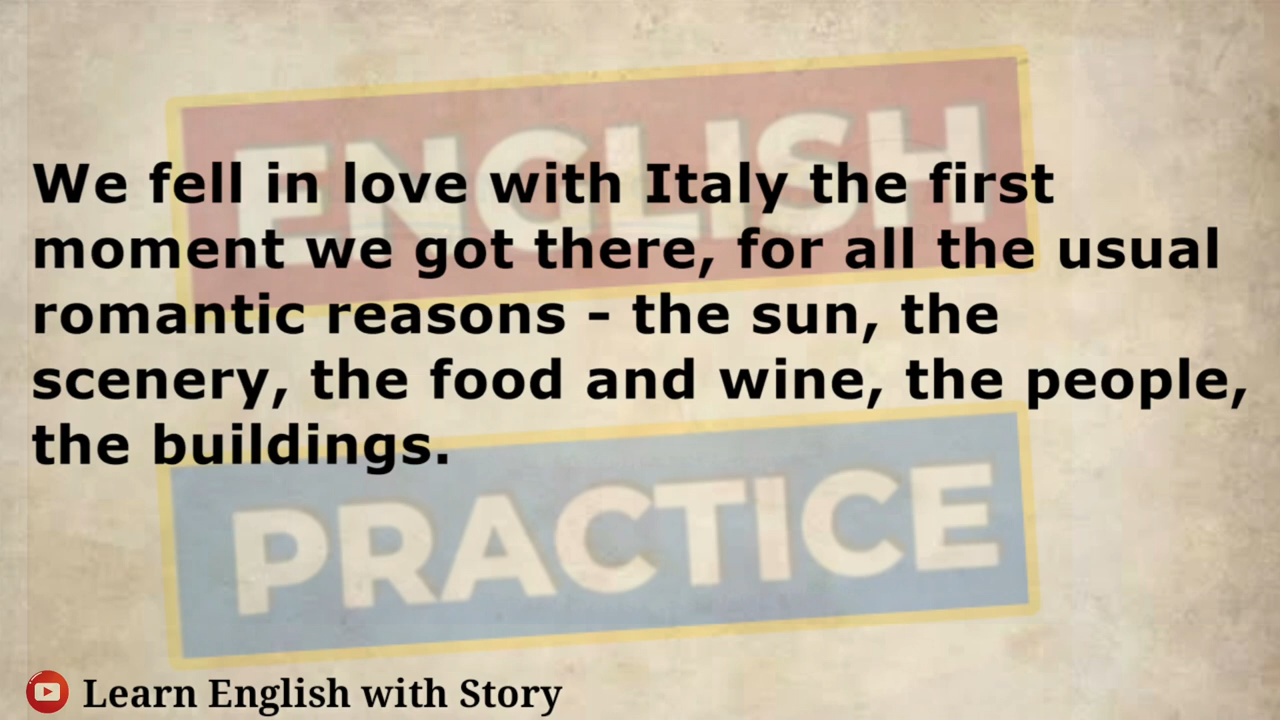 ENGLISH
We fell in love with Italy the first
moment we got there, for all the usual
romantic reasons - the sun, the
scenery, the food and wine, the people,
the buildings.
PRACTICE
Learn English with Story